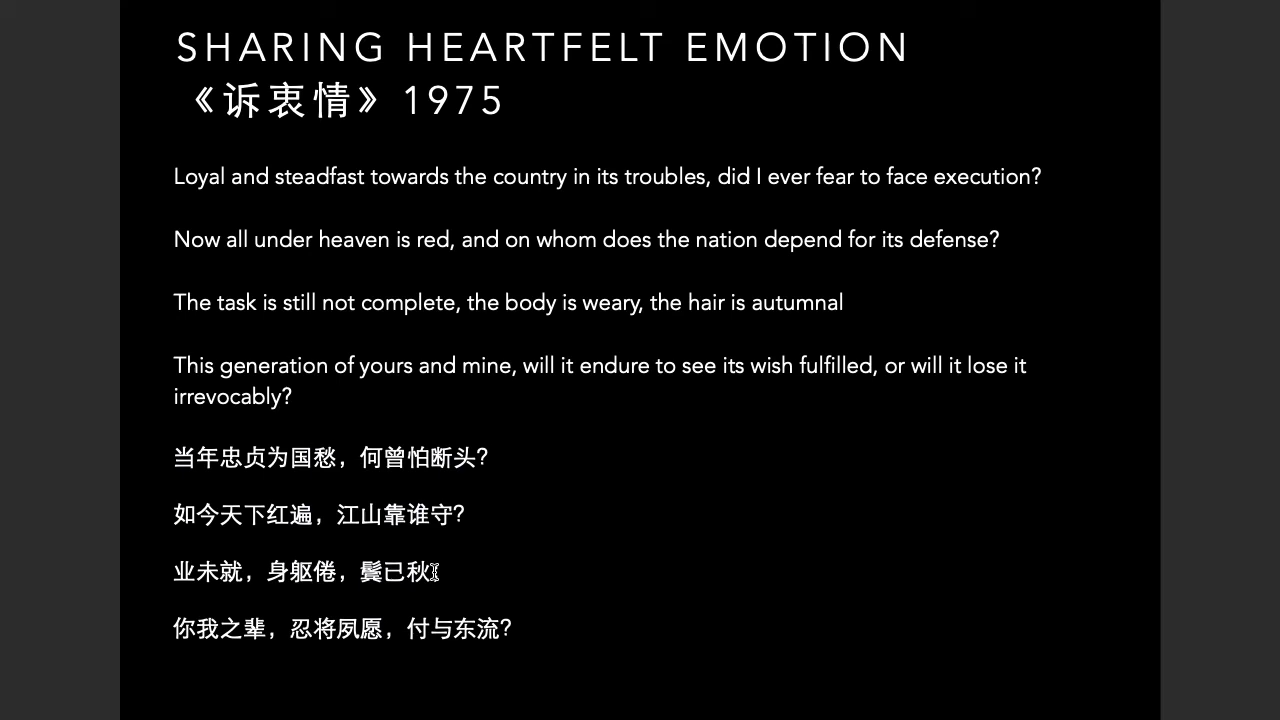 SHARING HEARTFELT EMOTION
《诉衷情》1975
Loyal and steadfast towards the country in its troubles, did I ever fear to face execution?
Now all under heaven is red, and on whom does the nation depend for its defense?
The task is still not complete, the body is weary, the hair is autumnal
This generation of yours and mine, will it endure to see its wish fulfilled, or will it lose it
irrevocably?
当年忠贞为国愁，何曾怕断头?
如今天下红遍，江山靠谁守?
业未就，身躯倦，鬓已秋
你我之辈，忍将夙愿，付与东流?